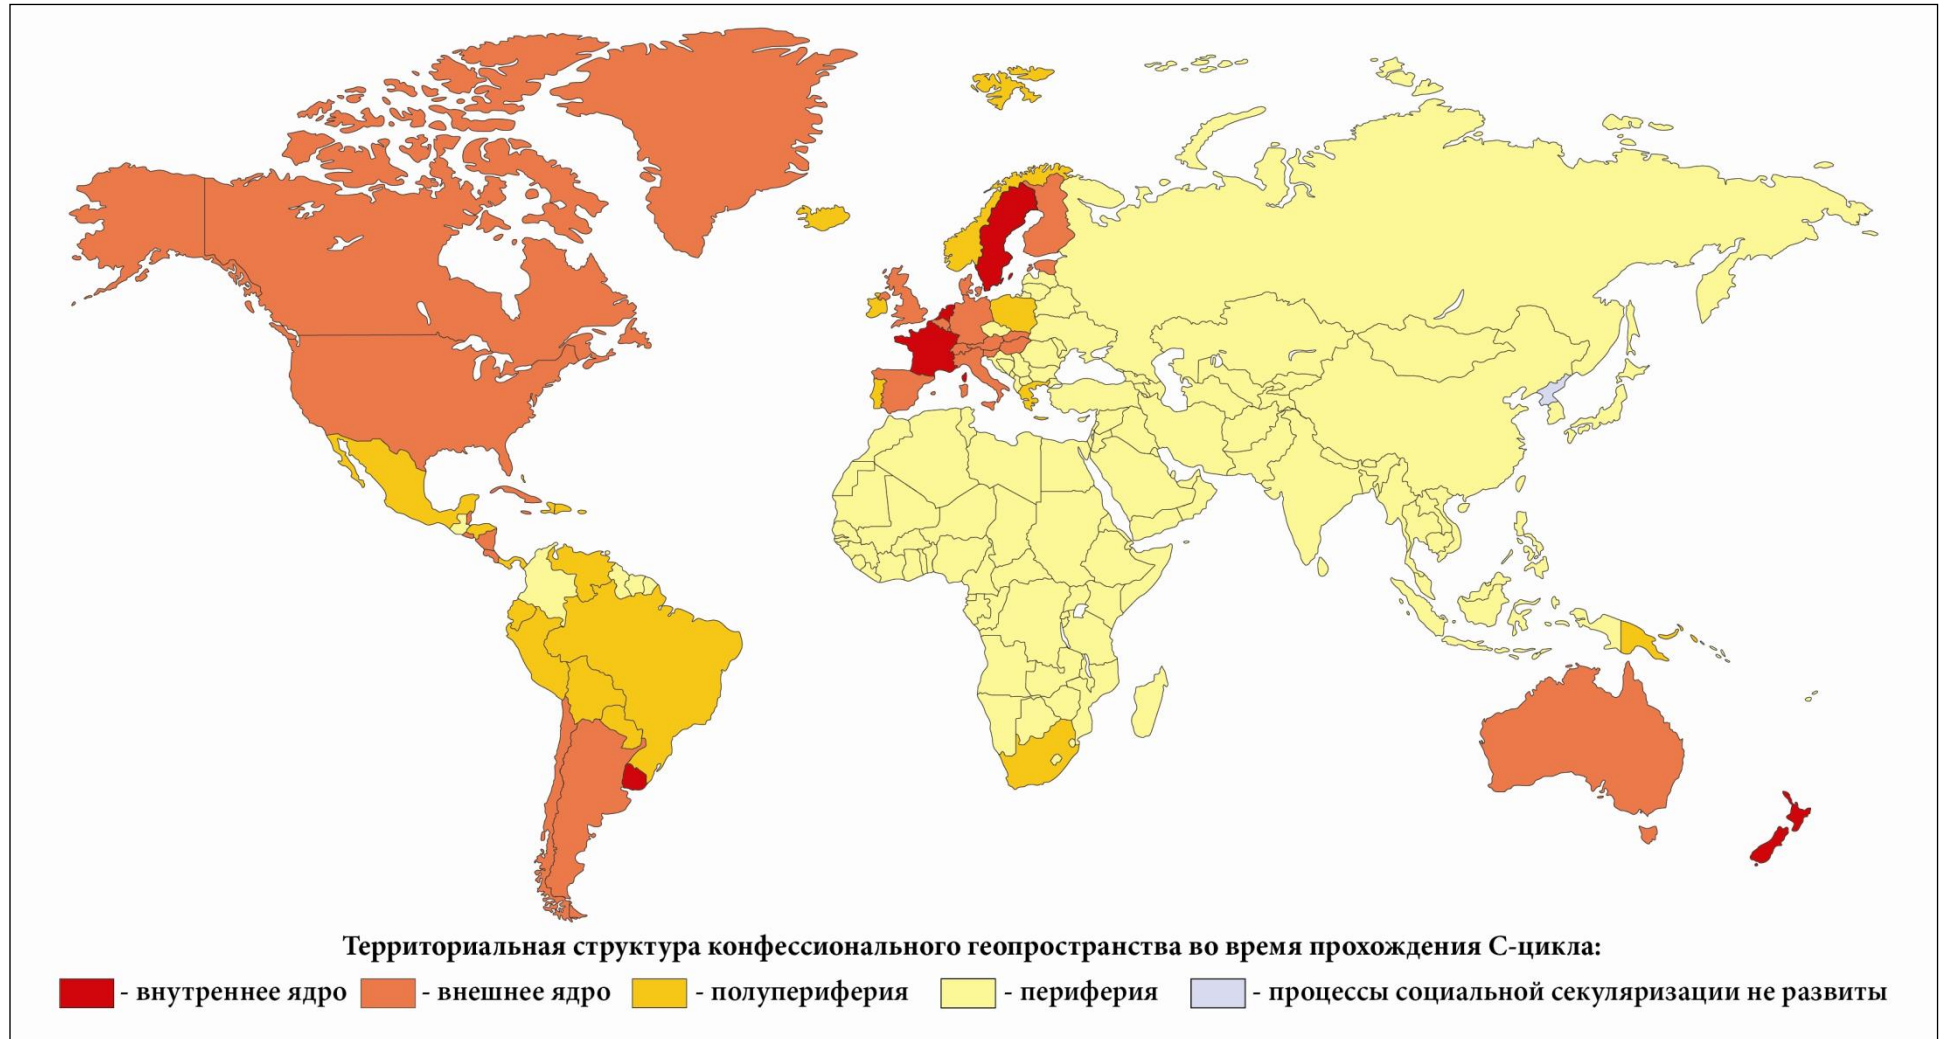 Территориальная структура конфессионального геопространства во время прохождения С-цикла:
- внутреннее ядро - внешнее ядро - полупериферия - периферия - процессы социальной секуляризации не развиты